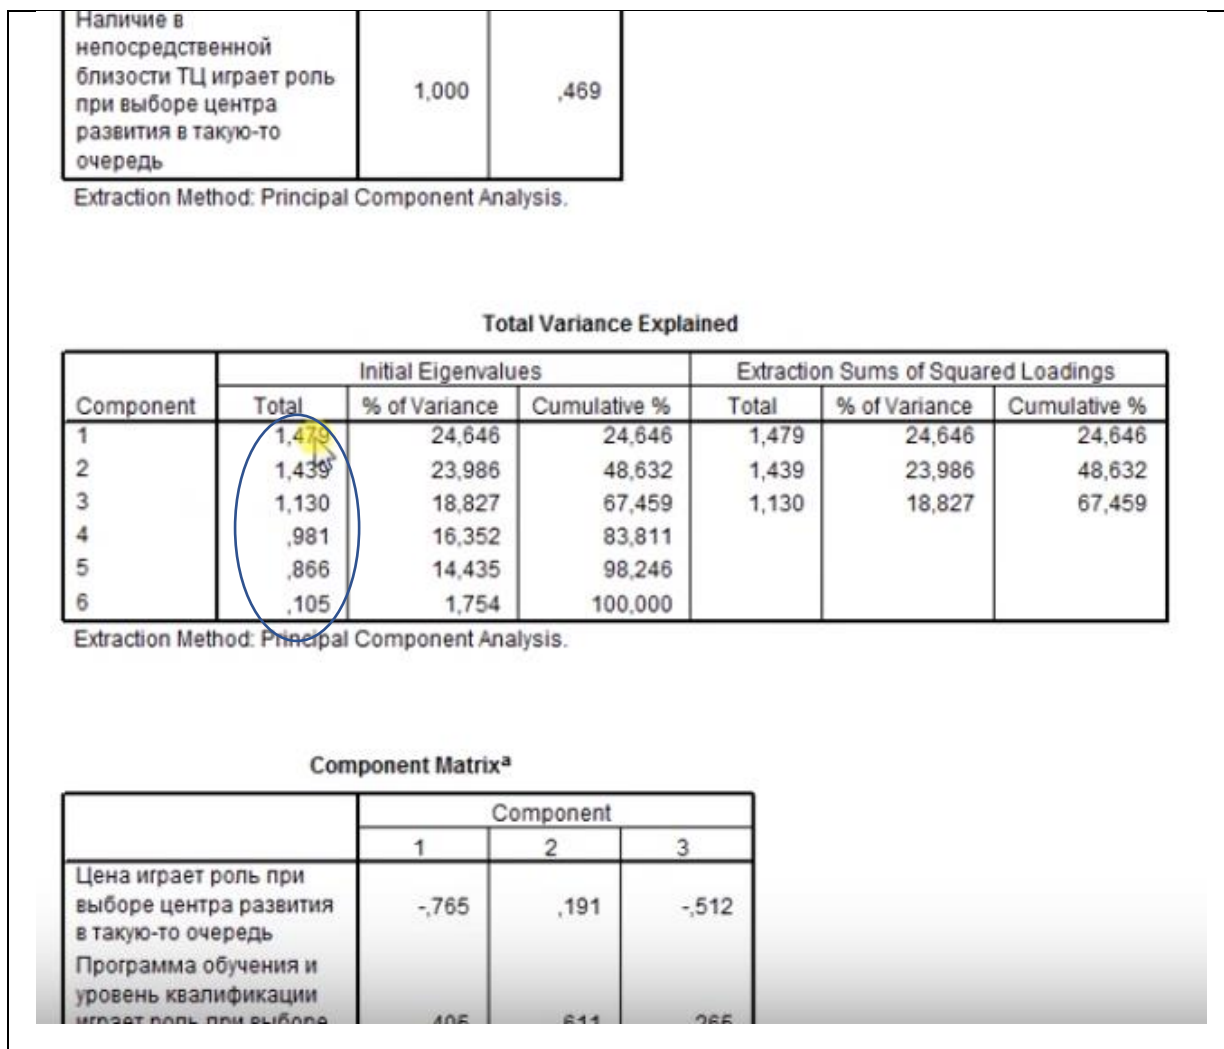 Наличие в
непосредственной
близости ТЦ играет роль
при выборе центра
развития в такую-то
очередь
1,000 ,469
Extraction Method: Principal Component Analysis.
Total Variance Explained
Initial Eigenvalues Extraction Sums of Squared Loadings
Component Total % of Variance Cumulative % Total % of Variance Cumulative %
1 1,479 24,646 24,646 1,479 24,646 24,646
2 1,439 23,986 48,632 1,439 23,986 48,632
3 1,130 18,827 67,459 1,130 18,827 67,459
4 ,981 16,352 83,811
5 ,866 14,435 98,246
6 ,105 1,754 100,000
Extraction Method: Principal Component Analysis.
Component Matrixª
Component
1 2 3
Цена играет роль при
выборе центра развития
в такую-то очередь
-,765 ,191 -,512
Программа обучения и
уровень квалификации
играет роль при выборе